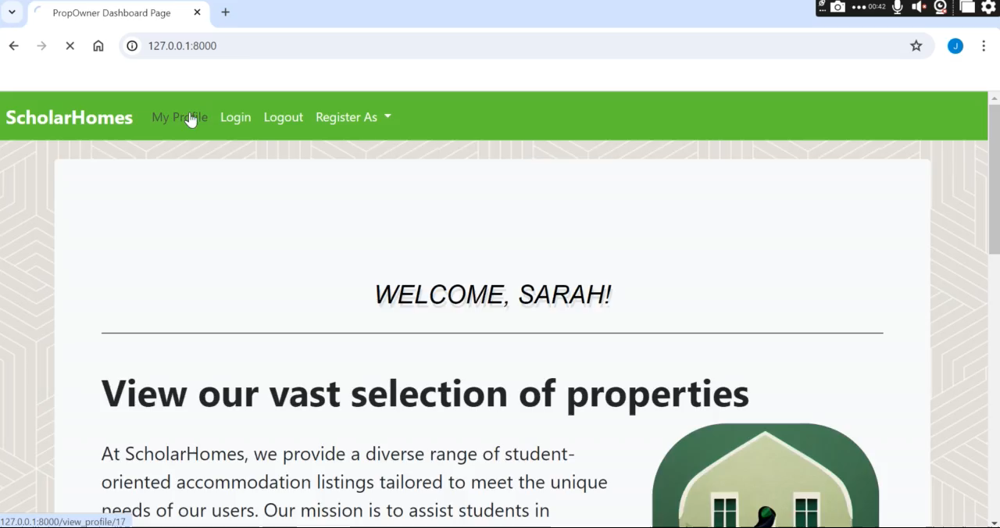 PropOwner Dashboard Page
00:42
127.0.0.1:8000
J
ScholarHomes My Profile Login Logout Register As
WELCOME, SARAH!
View our vast selection of properties
At ScholarHomes, we provide a diverse range of student-
oriented accommodation listings tailored to meet the unique
needs of our users. Our mission is to assist students in
127.0.0.1:8000/view_profile/17